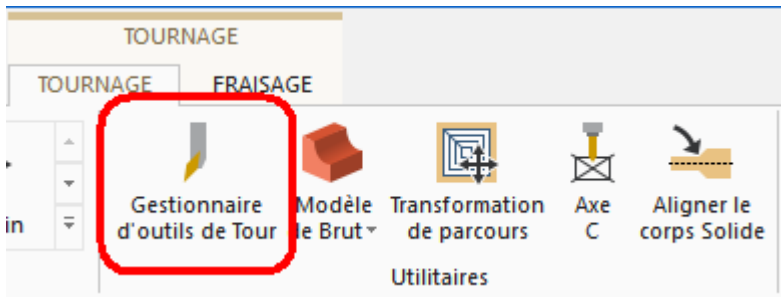 TOURNAGE
TOURNAGE FRAISAGE
Gestionnaire Modèle Transformation Axe Aligner le
in d'outils de Tour de Brut de parcours C corps Solide
Utilitaires